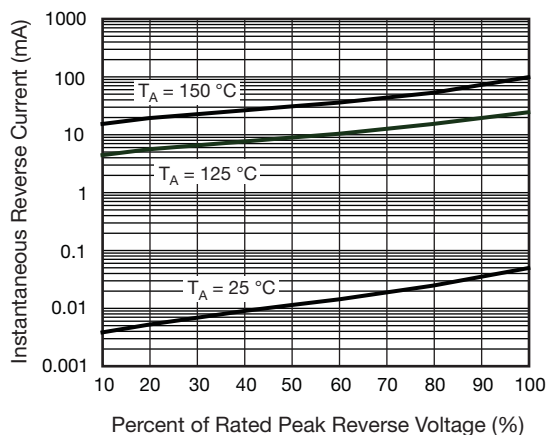 Instantaneous Reverse Current (mA)
1000
100
10
1
0.1
0.01
0.001
T_A = 150 °C
T_A = 125 °C
T_A = 25 °C
10 20 30 40 50 60 70 80 90 100
Percent of Rated Peak Reverse Voltage (%)